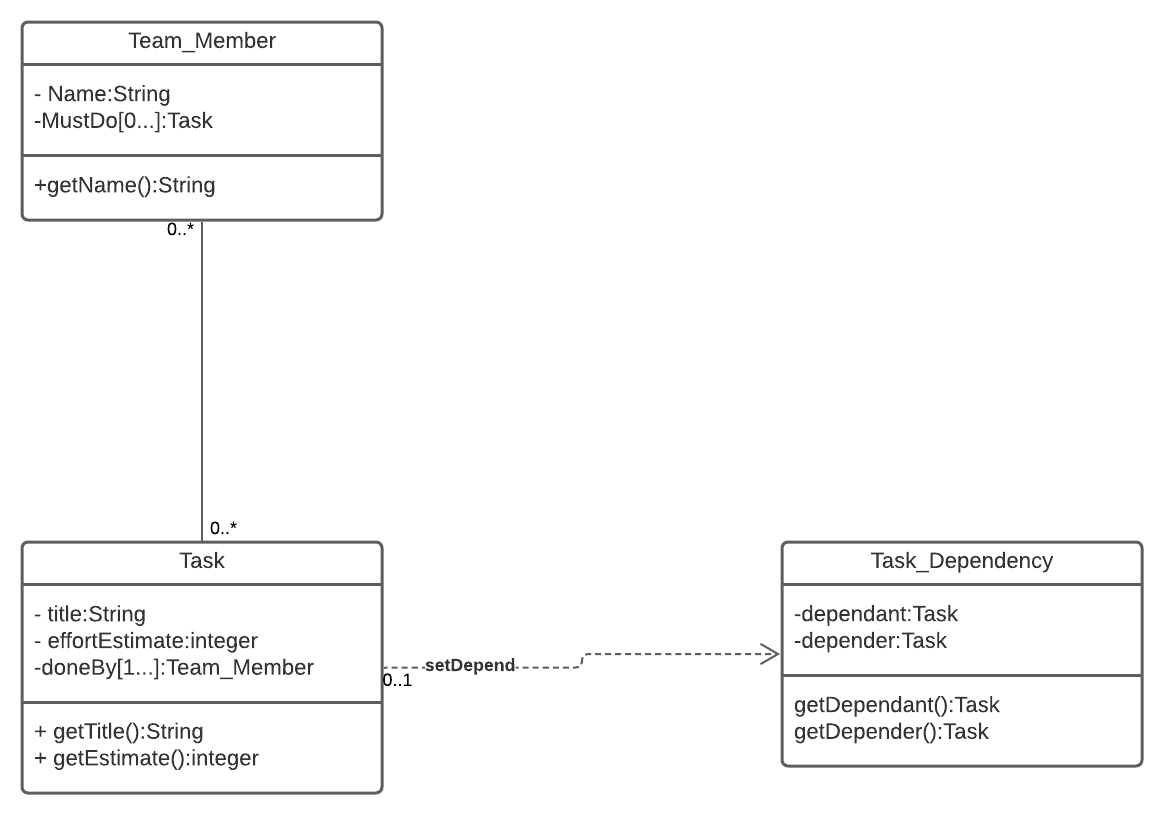 Team_Member
- Name:String
-MustDo[0...]:Task
+getName():String
0..*
0..*
Task
- title:String
- effortEstimate:integer
-doneBy[1...]:Team_Member
+ getTitle():String
+ getEstimate():integer
setDepend
0..1
Task_Dependency
-dependant:Task
-depender:Task
getDependant():Task
getDepender():Task